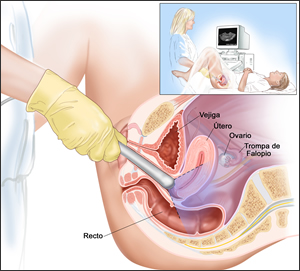 Vejiga
Útero
Ovario
Trompa de
Falopio
Recto